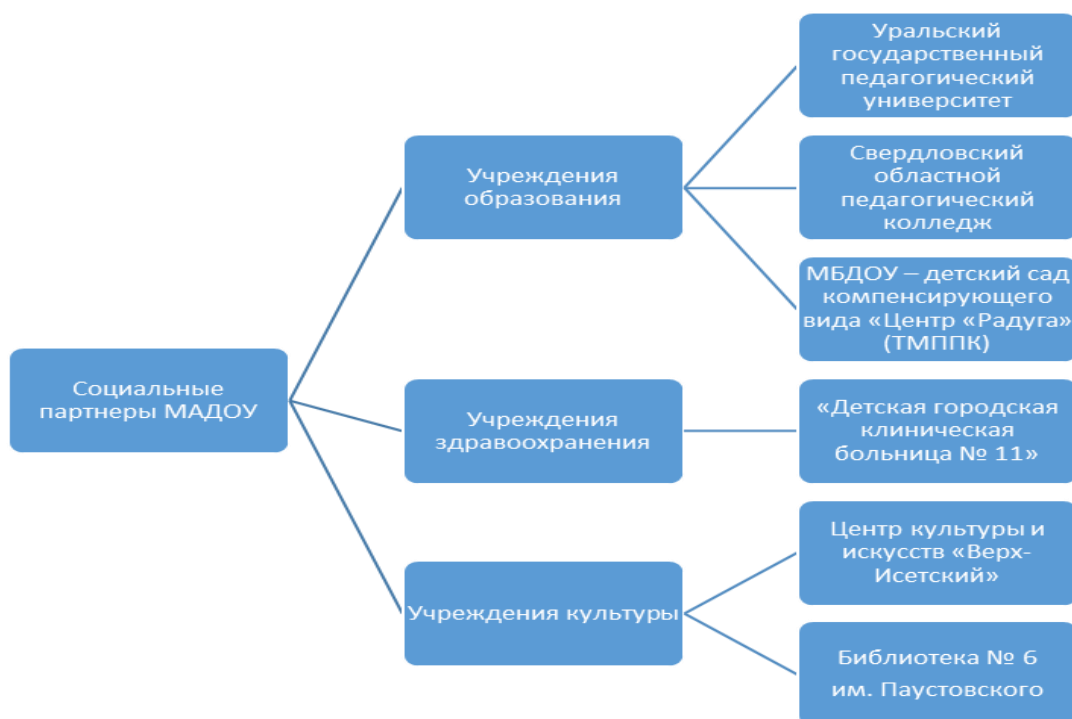 Социальные
партнеры МАДОУ
Учреждения
образования
Уральский
государственный
педагогический
университет
Свердловский
областной
педагогический
колледж
МБДОУ – детский сад
компенсирующего
вида «Центр «Радуга»
(ТМППК)
Учреждения
здравоохранения
«Детская городская
клиническая
больница № 11»
Учреждения культуры
Центр культуры и
искусств «Верх-
Исетский»
Библиотека № 6
им. Паустовского